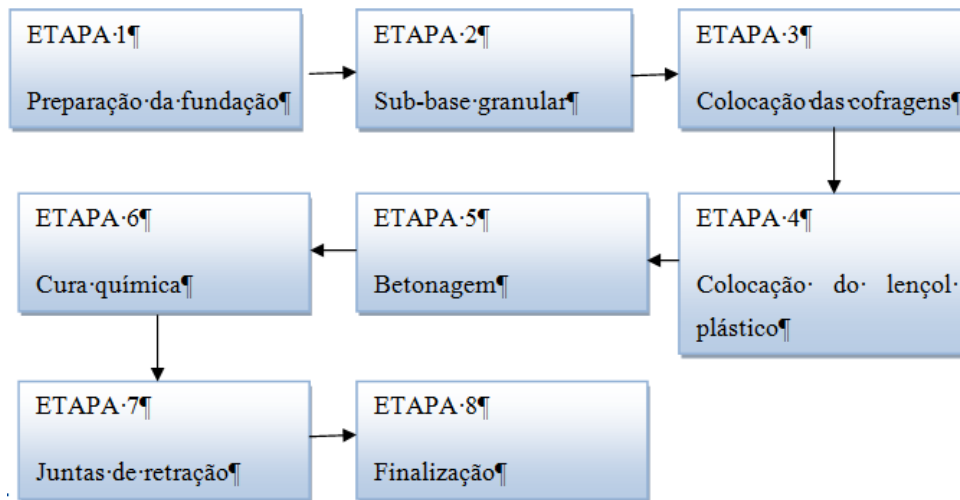 ETAPA·1¶
Preparação·da·fundação¶
ETAPA·2¶
Sub-base·granular¶
ETAPA·3¶
Colocação·das·cofragens¶
ETAPA·4¶
Colocação· do· lençol·
plástico¶
ETAPA·5¶
Betonagem¶
ETAPA·6¶
Cura·química¶
ETAPA·7¶
Juntas·de·retração¶
ETAPA·8¶
Finalização¶